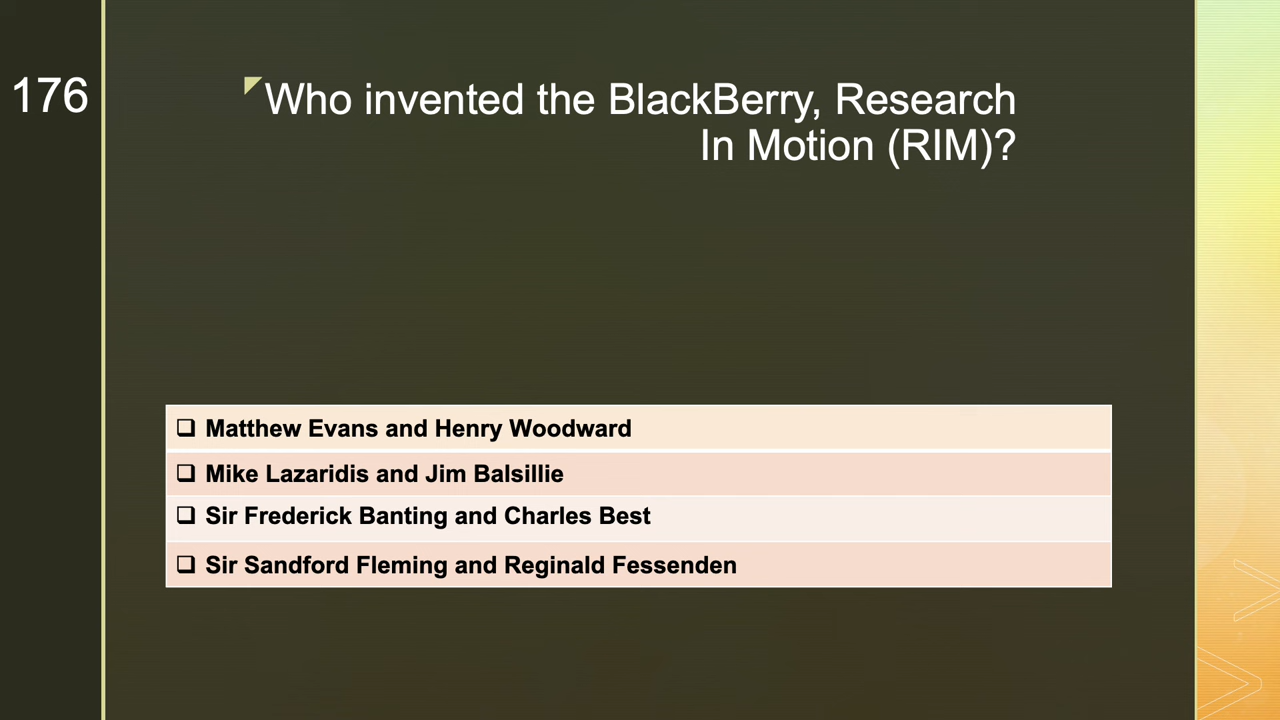 176
Who invented the BlackBerry, Research
In Motion (RIM)?
❑ Matthew Evans and Henry Woodward
❑ Mike Lazaridis and Jim Balsillie
❑ Sir Frederick Banting and Charles Best
❑ Sir Sandford Fleming and Reginald Fessenden